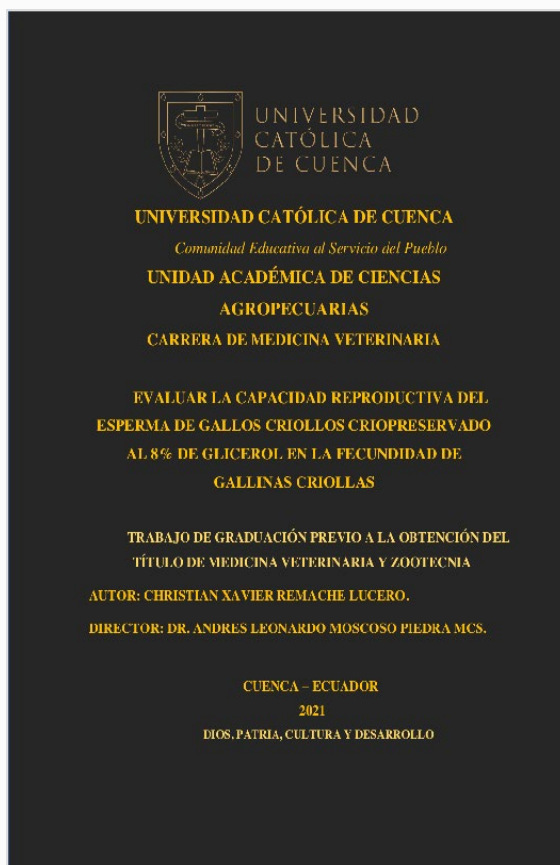 UNIVERSIDAD
CATÓLICA
DE CUENCA
UNIVERSIDAD CATÓLICA DE CUENCA
Comunidad Educativa al Servicio del Pueblo
UNIDAD ACADÉMICA DE CIENCIAS
AGROPECUARIAS
CARRERA DE MEDICINA VETERINARIA
EVALUAR LA CAPACIDAD REPRODUCTIVA DEL
ESPERMA DE GALLOS CRIOLLOS CRIOPRESERVADO
AL 8% DE GLICEROL EN LA FECUNDIDAD DE
GALLINAS CRIOLLAS
TRABAJO DE GRADUACIÓN PREVIO A LA OBTENCIÓN DEL
TÍTULO DE MEDICINA VETERINARIA Y ZOOTECNIA
AUTOR: CHRISTIAN XAVIER REMACHE LUCERO.
DIRECTOR: DR. ANDRES LEONARDO MOSCOSO PIEDRA MCS.
CUENCA – ECUADOR
2021
DIOS, PATRIA, CULTURA Y DESARROLLO